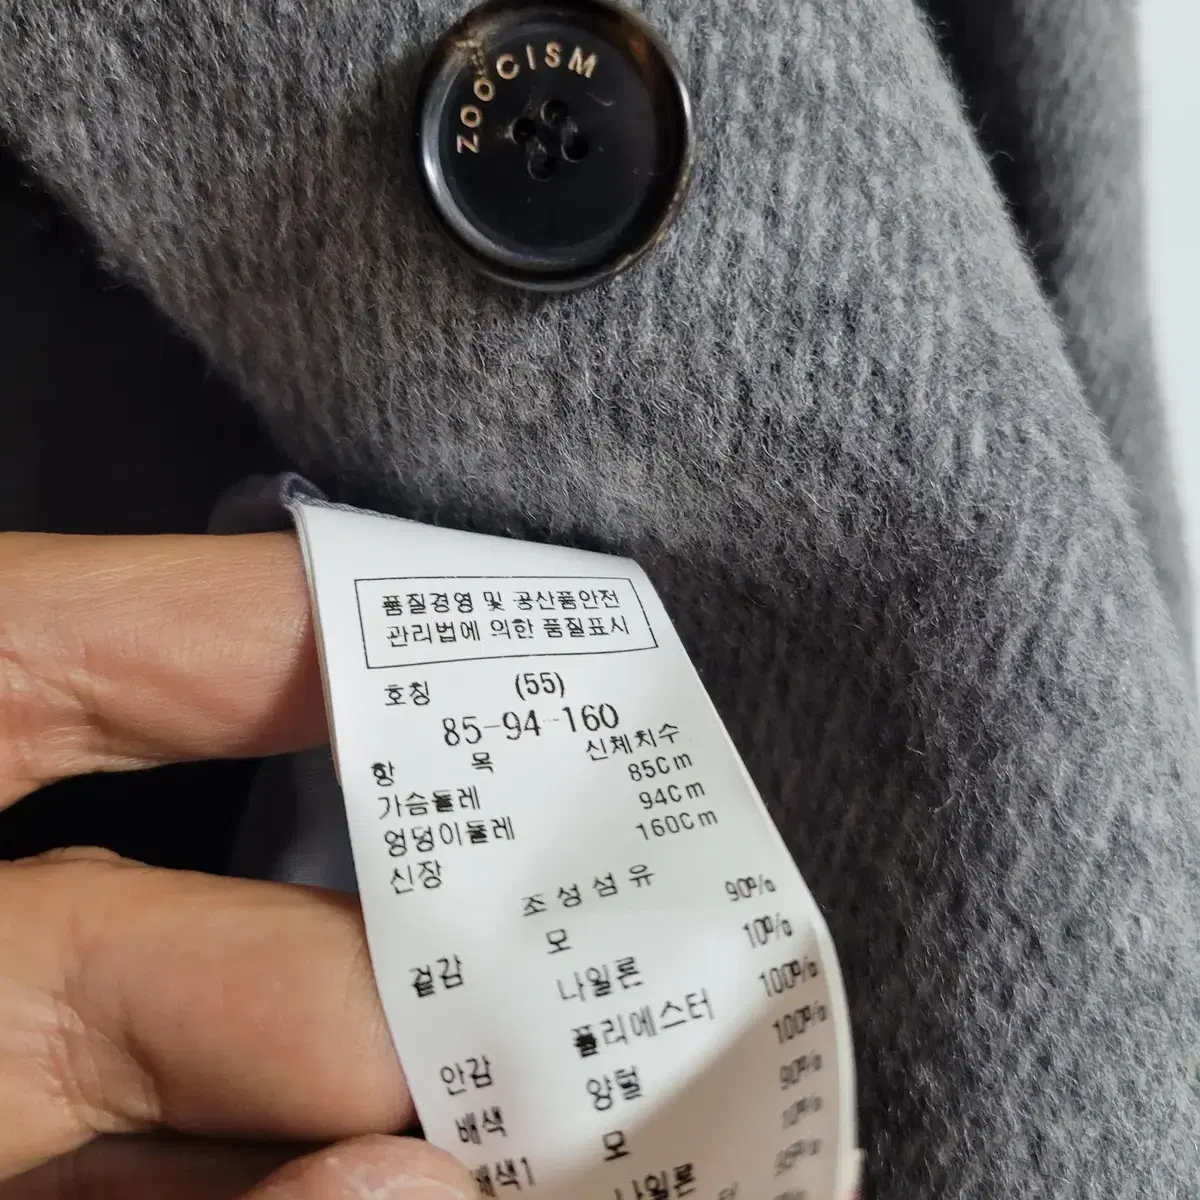 ZOOCISM
품질경영 및 공산품안전
관리법에 의한 품질표시
호칭 (55)
85-94-160
항 목 신체치수
가슴둘레 85Cm
엉덩이둘레 94Cm
신장 160Cm
조성섬유
겉감 모 90%
나일론 10%
안감 폴리에스터 100%
배색 양털 100%
배색1 모 90%
나일론 10%